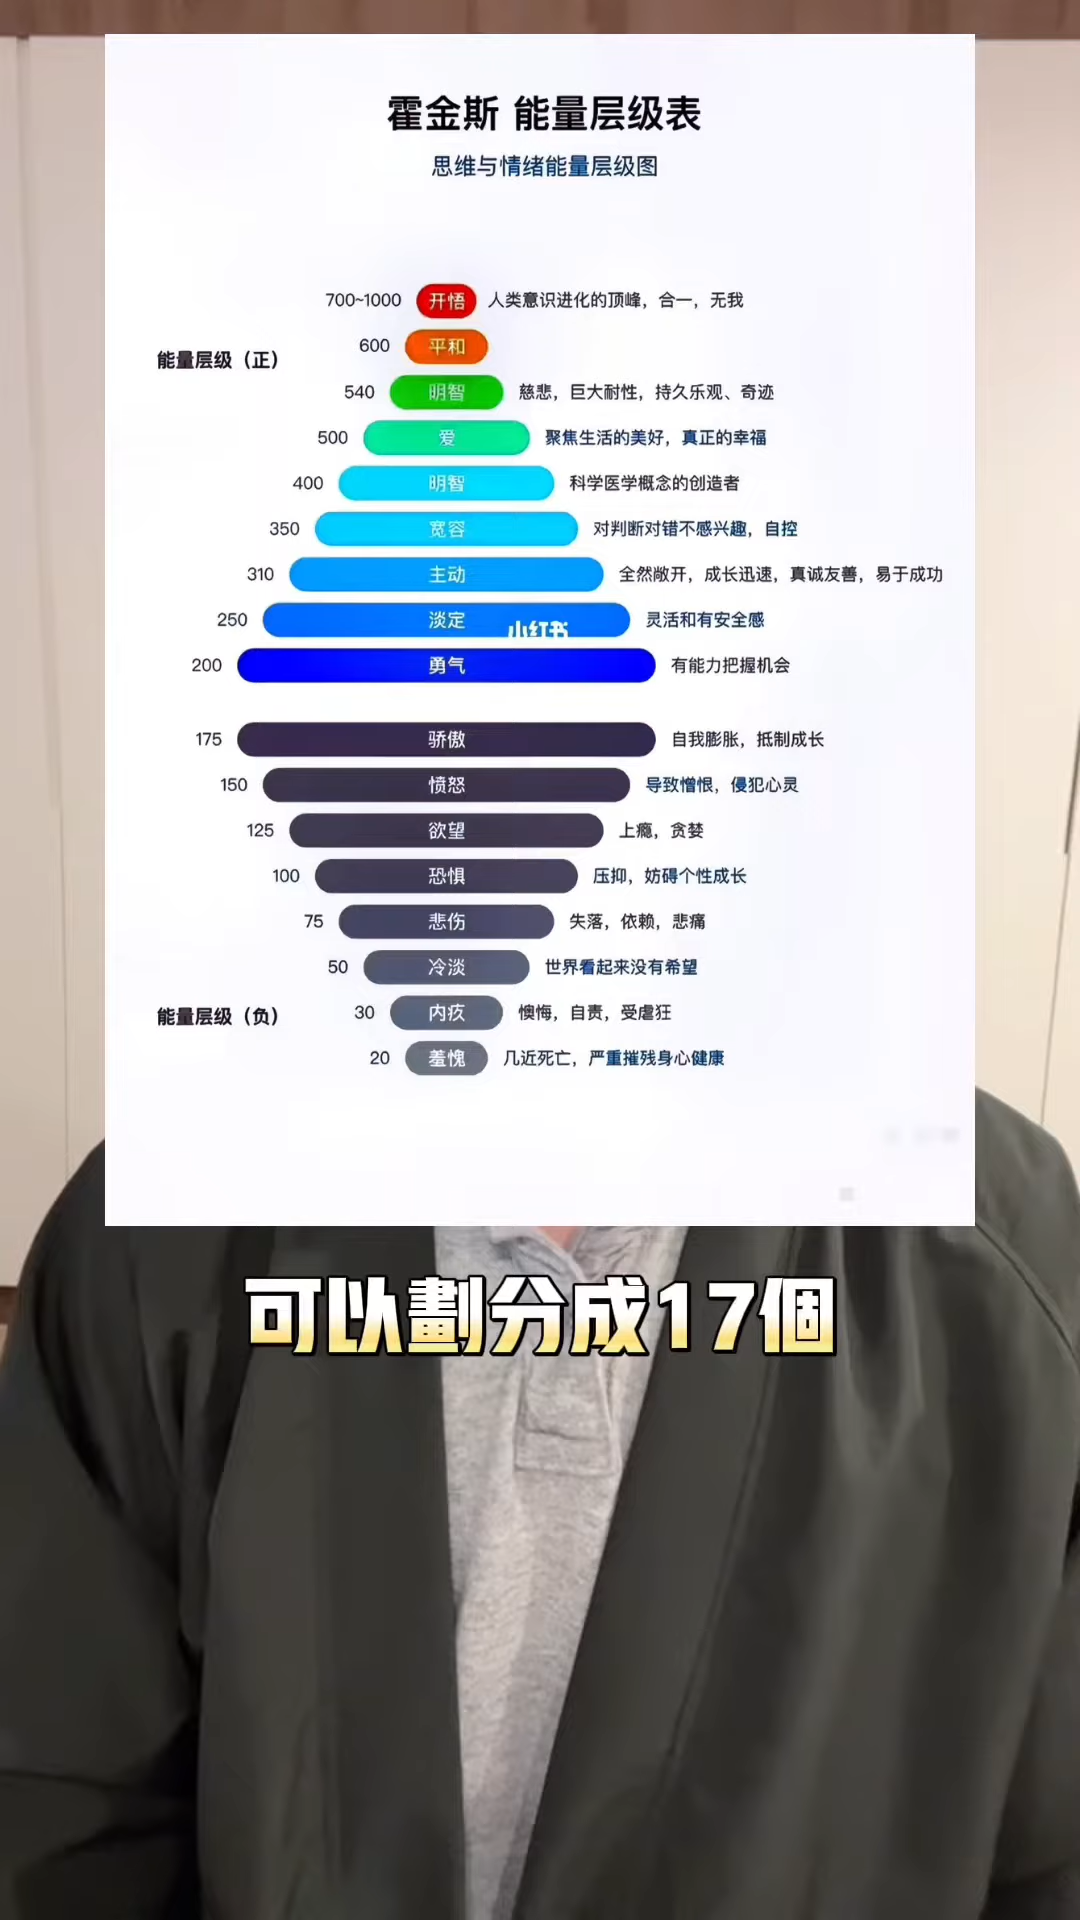 霍金斯 能量层级表
思维与情绪能量层级图
700~1000 开悟 人类意识进化的顶峰，合一，无我
600 平和
能量层级（正）
540 明智 慈悲，巨大耐性，持久乐观、奇迹
500 爱 聚焦生活的美好，真正的幸福
400 明智 科学医学概念的创造者
350 宽容 对判断对错不感兴趣，自控
310 主动 全然敞开，成长迅速，真诚友善，易于成功
250 淡定 灵活和有安全感
小红书
200 勇气 有能力把握机会
175 骄傲 自我膨胀，抵制成长
150 愤怒 导致憎恨，侵犯心灵
125 欲望 上瘾，贪婪
100 恐惧 压抑，妨碍个性成长
75 悲伤 失落，依赖，悲痛
50 冷淡 世界看起来没有希望
30 内疚 懊悔，自责，受虐狂
能量层级（负）
20 羞愧 几近死亡，严重摧残身心健康
可以劃分成17個